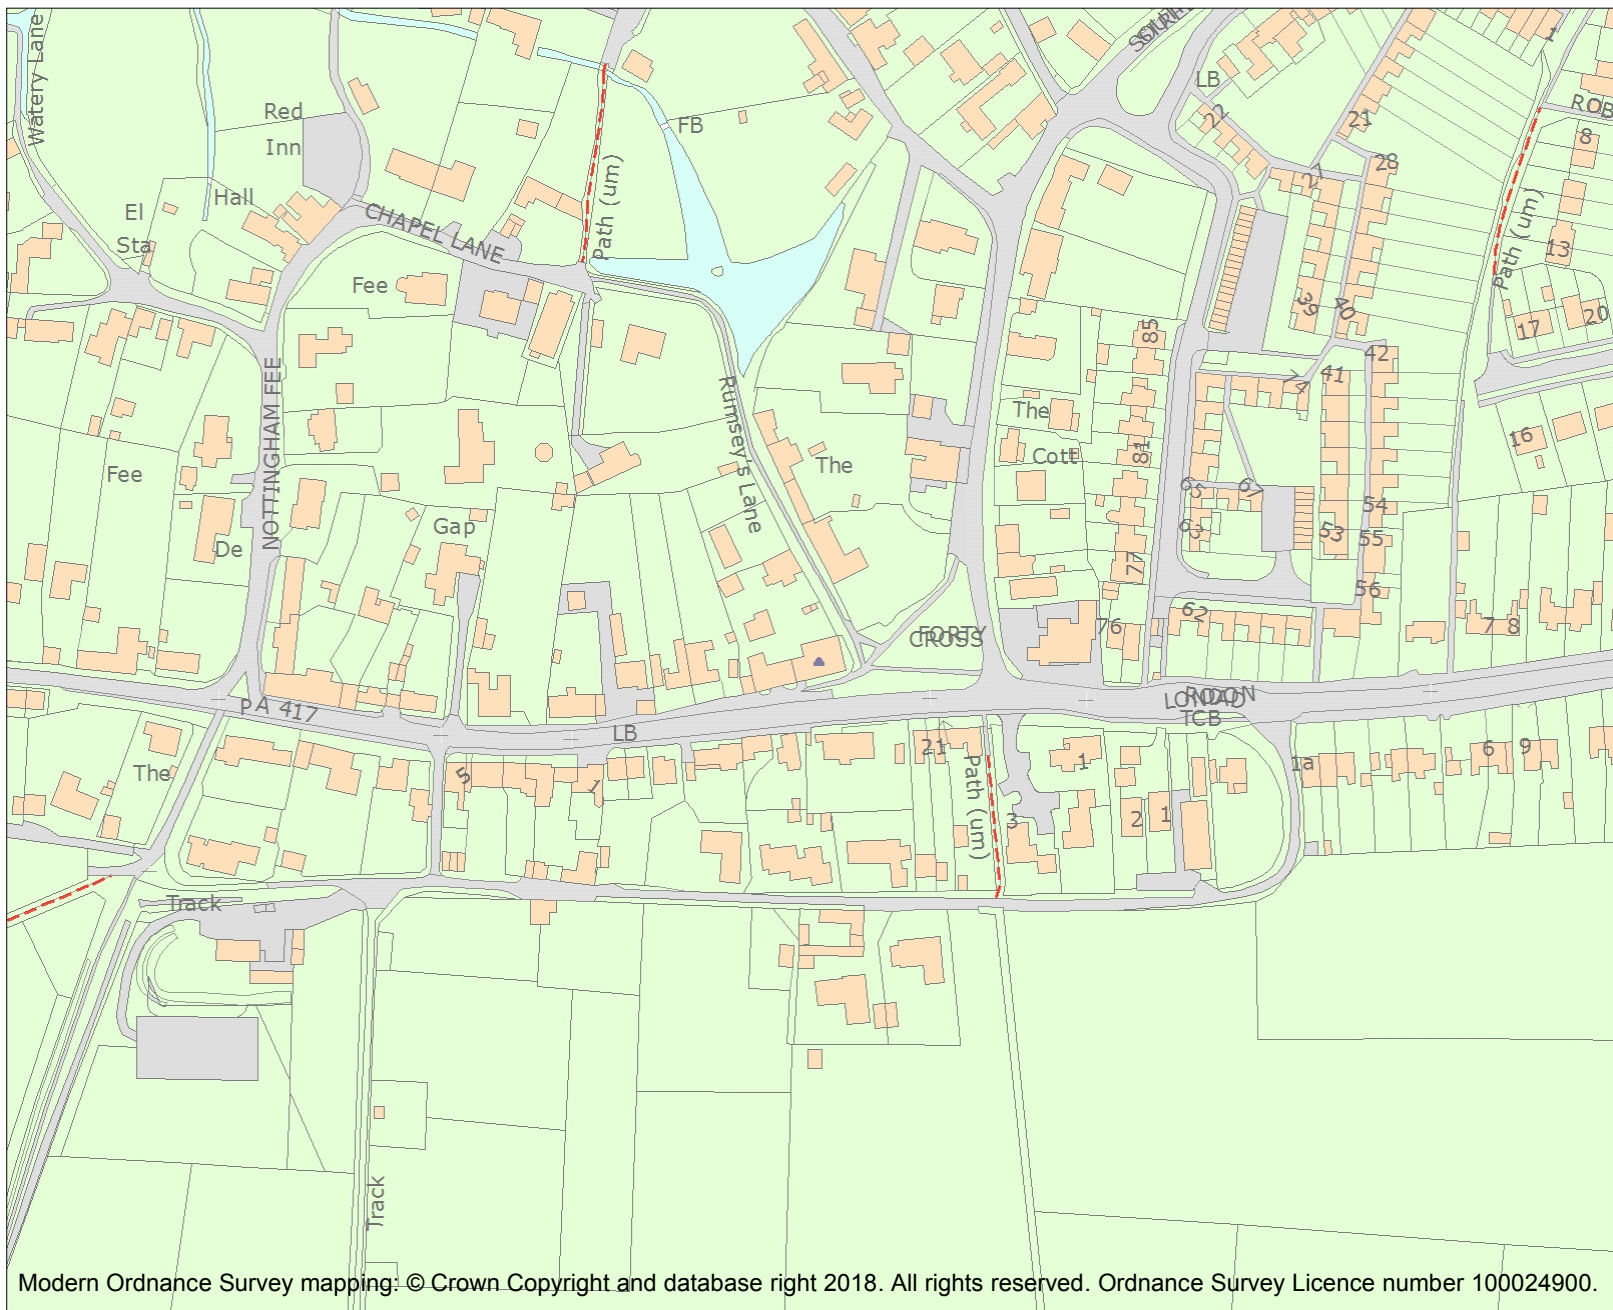 Watery Lane
Red
Inn
Hall
El
Sta
CHAPEL LANE
Path (um)
FB
LB
22
21
27
28
1
ROB
8
13
Path (um)
17
20
16
Fee
NOTTINGHAM FEE
Rumsey's Lane
85
39
40
42
74
41
The
Cott
81
65
67
63
53
54
55
56
77
Fee
The
Gap
De
FORTY
CROSS
76
62
7
8
PA 417
LB
TCB
The
5
1
21
Path (um)
1
3
2
1
1a
6
9
Track
Track
Modern Ordnance Survey mapping: © Crown Copyright and database right 2018. All rights reserved. Ordnance Survey Licence number 100024900.